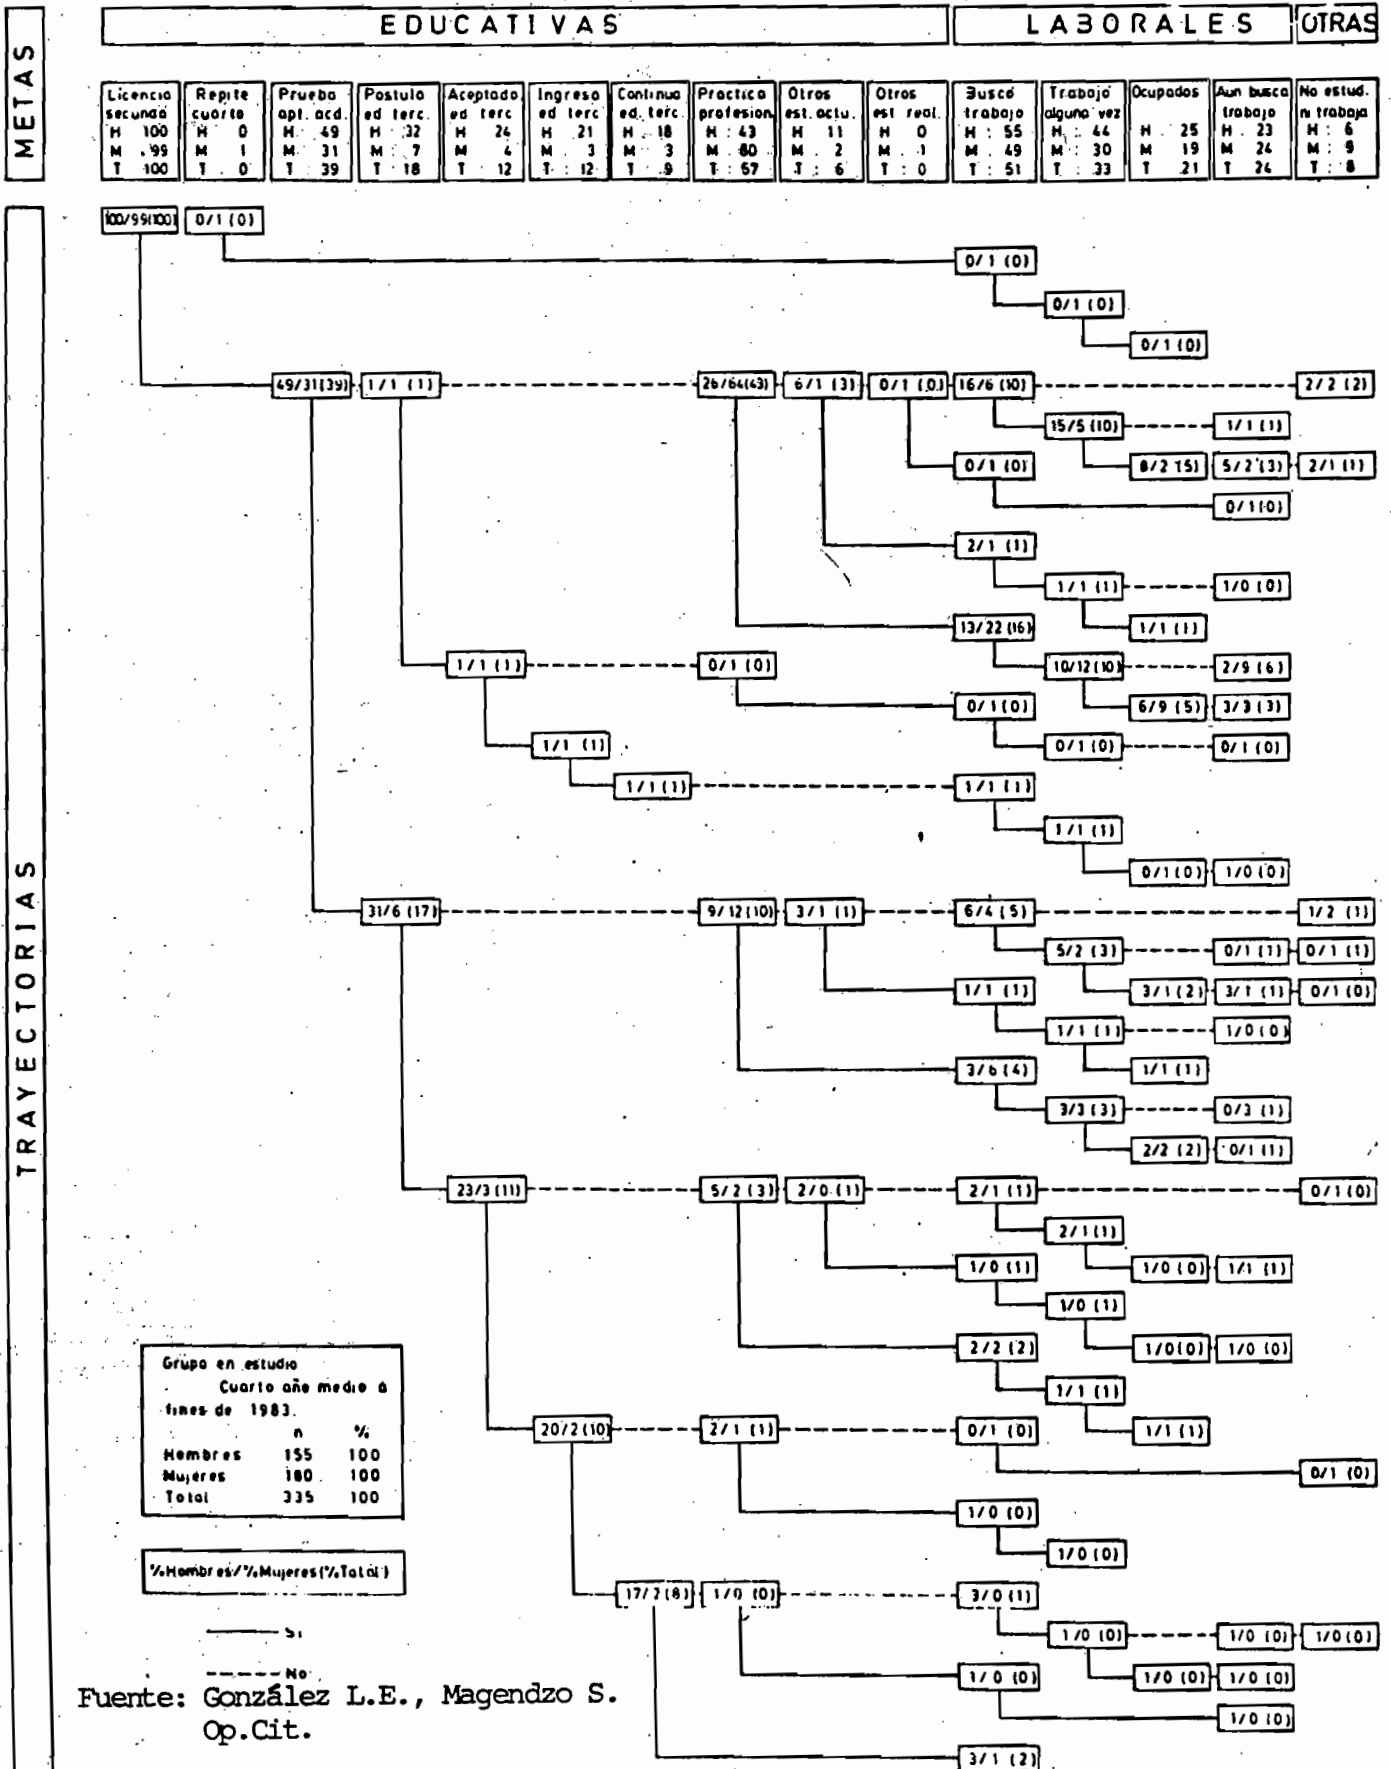 METAS
EDUCATIVAS
LABORALES
OTRAS
Licencia secunda H 100 M 99 T 100
Repite cuarto H 0 M 1 T 0
Prueba apt. acd. H 49 M 31 T 39
Postula ed terc. H 32 M 7 T 18
Aceptado ed terc H 24 M 4 T 12
Ingreso ed terc. H 21 M 3 T : 12
Continua ed. terc. H 18 M 3 T 9
Practica profesion H : 43 M 80 T : 57
Otros est. actu. H 11 M 2 T : 6
Otros est real. H 0 M 1 T : 0
Buscó trabajo H : 55 M : 49 T : 51
Trabajó alguna vez H : 44 M : 30 T : 33
Ocupados H 25 M 19 T 21
Aun busca trabajo H . 23 M 24 T 24
No estud. ni trabaja H : 6 M : 9 T : 8
TRAYECTORIAS
100/99(100) 0/1 (0)
0/1 (0)
0/1 (0)
0/1 (0)
49/31(39) 1/1 (1) 26/64(43) 6/1 (3) 0/1 (0) 16/6 (10) 2/2 (2)
15/5 (10) 1/1 (1)
0/1 (0) 8/2 (5) 5/2 (3) 2/1 (1)
0/1(0)
2/1 (1)
1/1 (1) 1/0 (0)
13/22 (16) 1/1 (1)
1/1 (1) 0/1 (0) 10/12(10) 2/9 (6)
0/1(0) 6/9 (5) 3/3 (3)
1/1 (1) 0/1(0) 0/1 (0)
1/1 (1) 1/1 (1)
1/1 (1)
0/1(0) 1/0 (0)
31/6 (17) 9/12(10) 3/1 (1) 6/4 (5) 1/2 (1)
5/2 (3) 0/1 (1) 0/1 (1)
1/1 (1) 3/1(2) 3/1 (1) 0/1 (0)
1/1 (1) 1/0(0)
3/6(4) 1/1 (1)
3/3(3) 0/3 (1)
2/2 (2) 0/1 (1)
23/3(11) 5/2 (3) 2/0 (1) 2/1 (1) 0/1 (0)
2/1(1)
1/0 (1) 1/0 (0) 1/1 (1)
1/0 (1)
2/2 (2) 1/0(0) 1/0 (0)
1/1 (1)
20/2(10) 2/1 (1) 0/1 (0) 1/1 (1)
0/1 (0)
1/0 (0)
1/0(0)
17/2(8) 1/0 (0) 3/0(1)
1/0 (0) 1/0 (0) 1/0(0)
1/0 (0) 1/0(0) 1/0 (0)
1/0 (0)
3/1 (2)
Grupo en estudio
Cuarto año medio a
fines de 1983.
n %
Hombres 155 100
Mujeres 180 100
Total 335 100
%Hombres/%Mujeres(%Total)
Si
No
Fuente: González L.E., Magendzo S.
Op.Cit.